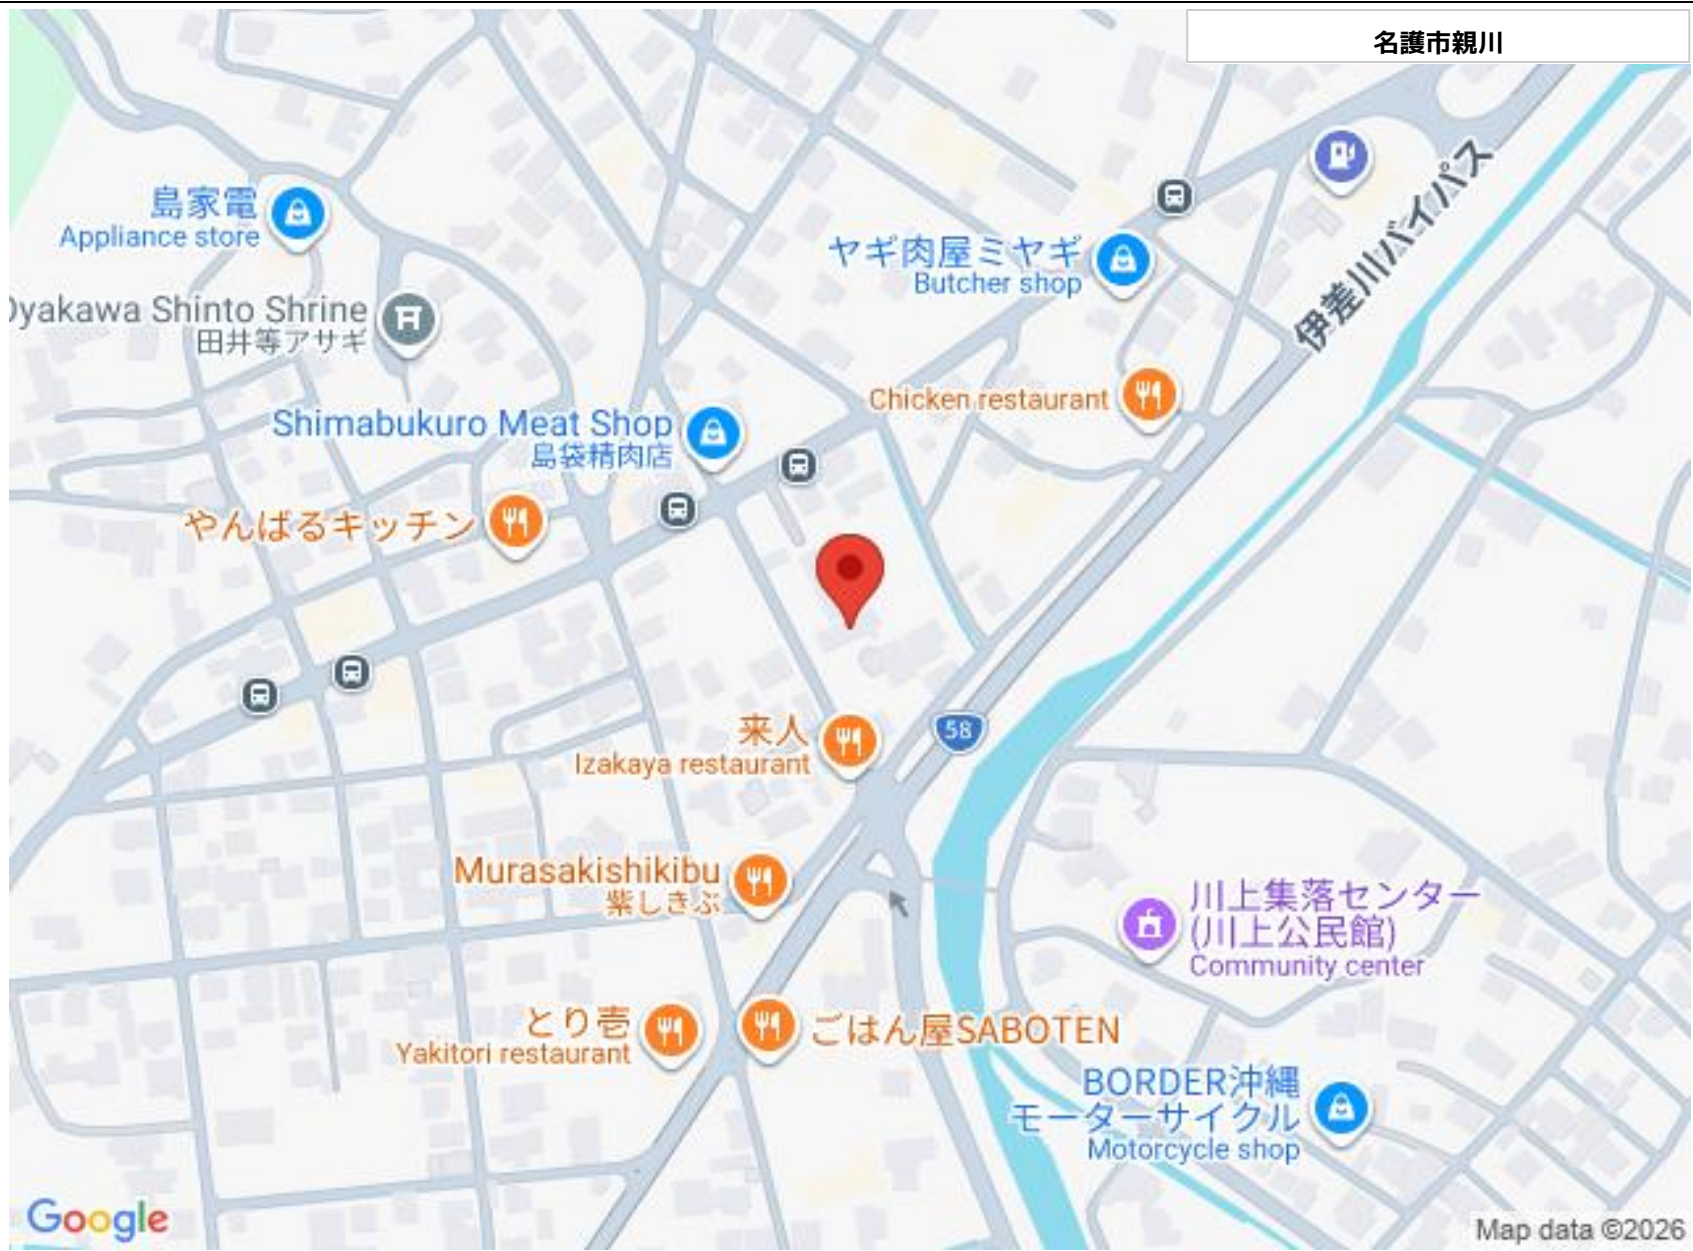 名護市親川
伊差川バイパス
島家電
Appliance store
ヤギ肉屋ミヤギ
Butcher shop
Oyakawa Shinto Shrine
田井等アサギ
Chicken restaurant
Shimabukuro Meat Shop
島袋精肉店
やんばるキッチン
来人
Izakaya restaurant
58
Murasakishikibu
紫しきぶ
川上集落センター
(川上公民館)
Community center
とり壱
Yakitori restaurant
ごはん屋SABOTEN
BORDER沖縄
モーターサイクル
Motorcycle shop
Google
Map data ©2026